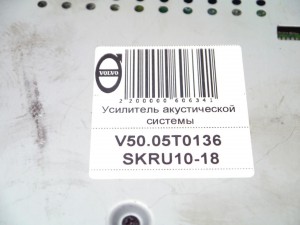 VOLVO
2200000606341
Усилитель акустической
системы
V50.05T0136
SKRU10-18